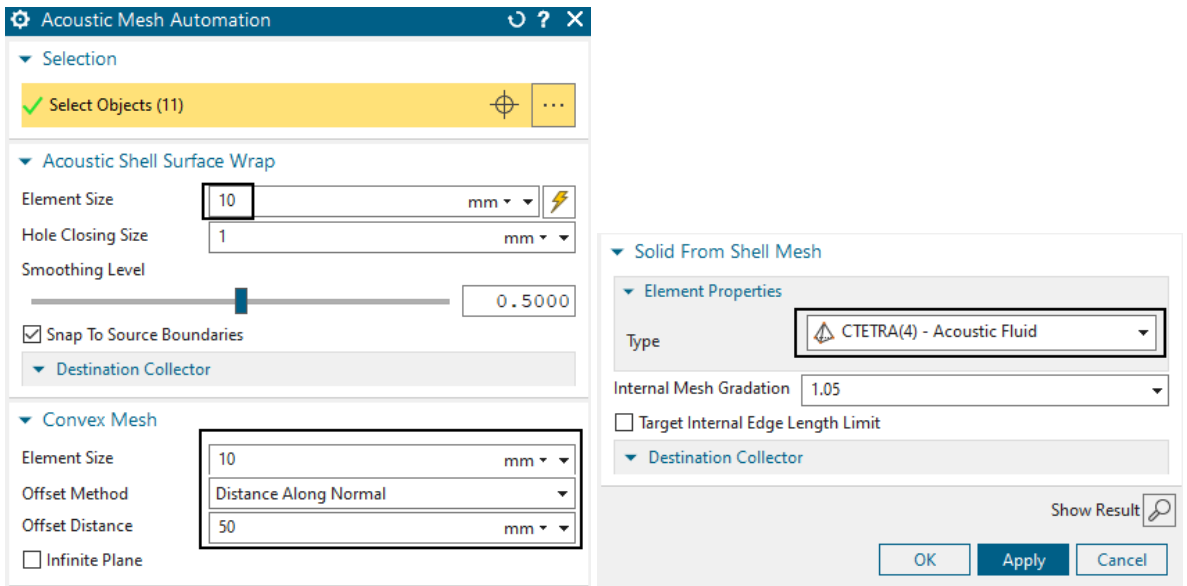 Acoustic Mesh Automation ?
Selection
Select Objects (11) ...
Acoustic Shell Surface Wrap
Element Size 10 mm
Hole Closing Size 1 mm
Smoothing Level
0.5000
Snap To Source Boundaries
Destination Collector
Convex Mesh
Element Size 10 mm
Offset Method Distance Along Normal
Offset Distance 50 mm
Infinite Plane
Solid From Shell Mesh
Element Properties
Type CTETRA(4) - Acoustic Fluid
Internal Mesh Gradation 1.05
Target Internal Edge Length Limit
Destination Collector
Show Result
OK Apply Cancel